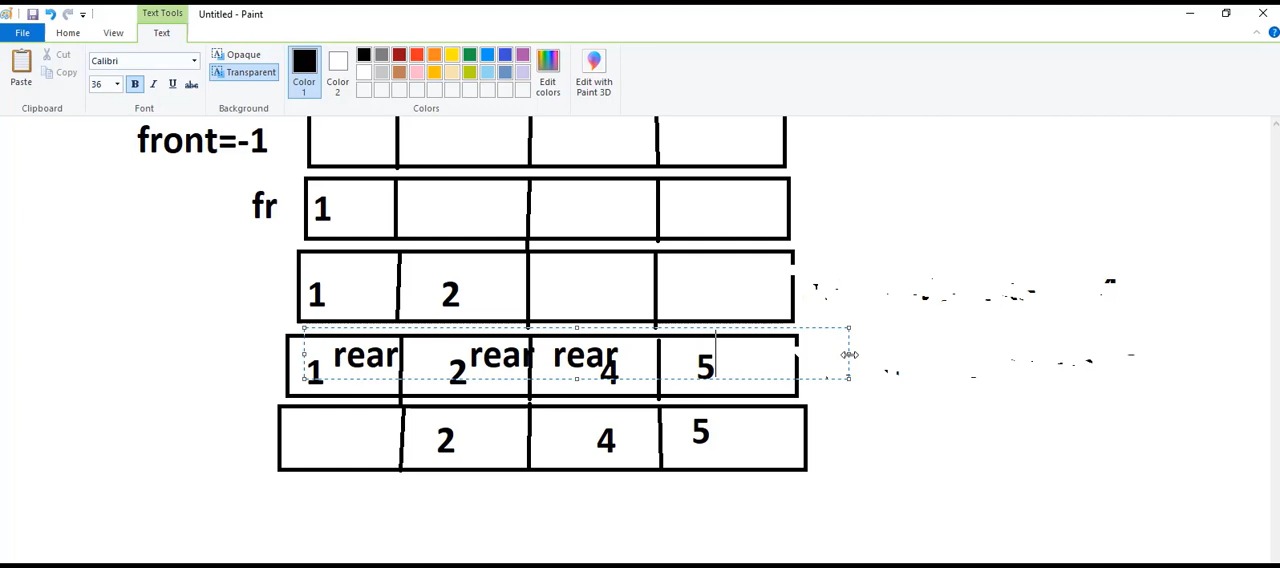 Text Tools Untitled - Paint
File Home View Text
Paste Cut Copy Calibri 36 B I U S Opaque Transparent Color 1 Color 2 Edit colors Edit with Paint 3D
Clipboard Font Background Colors
front=-1
fr 1
1 2
rear rear rear
1 2 4 5
2 4 5